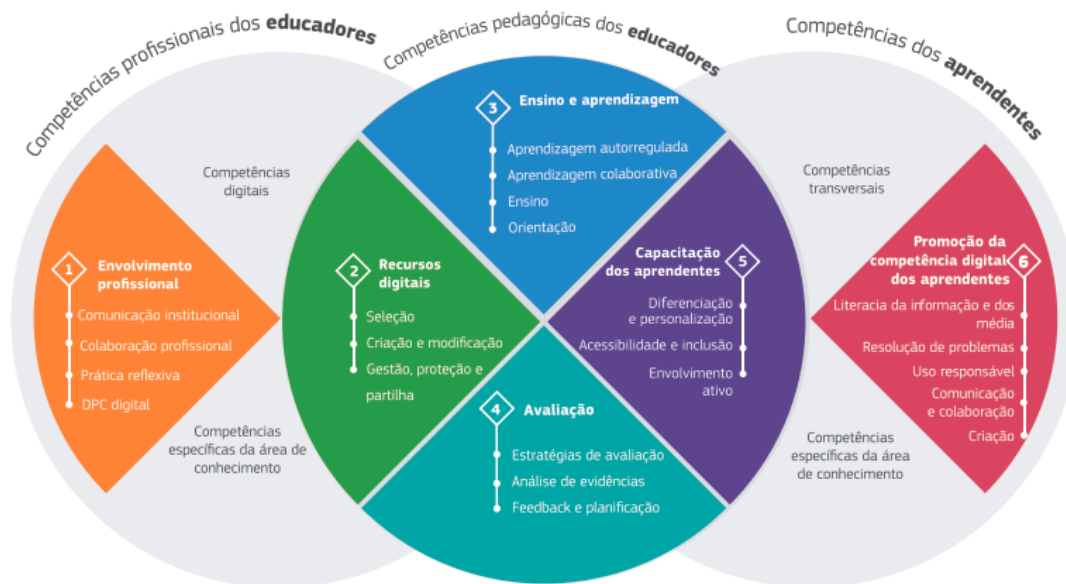 Competências profissionais dos educadores
Competências pedagógicas dos educadores
Competências dos aprendentes
Competências
digitais
Competências
específicas da área de
conhecimento
1
Envolvimento
profissional
Comunicação institucional
Colaboração profissional
Prática reflexiva
DPC digital
2
Recursos
digitais
Seleção
Criação e modificação
Gestão, proteção e
partilha
3
Ensino e aprendizagem
Aprendizagem autorregulada
Aprendizagem colaborativa
Ensino
Orientação
4
Avaliação
Estratégias de avaliação
Análise de evidências
Feedback e planificação
5
Capacitação
dos aprendentes
Diferenciação
e personalização
Acessibilidade e inclusão
Envolvimento
ativo
Competências
transversais
Competências
específicas da área
de conhecimento
6
Promoção da
competência digital
dos aprendentes
Literacia da informação e dos
média
Resolução de problemas
Uso responsável
Comunicação
e colaboração
Criação